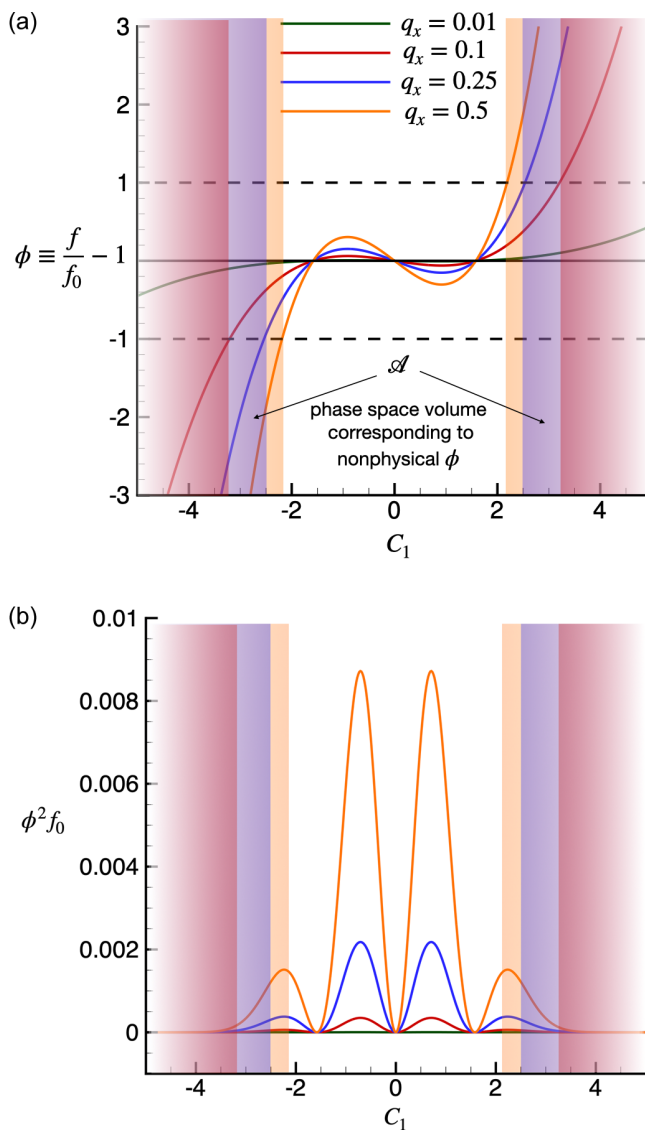 (a)
q_x = 0.01
q_x = 0.1
q_x = 0.25
q_x = 0.5
3
2
1
ϕ ≡ f/f_0 − 1
-1
-2
-3
𝒜
phase space volume
corresponding to
nonphysical ϕ
-4 -2 0 2 4
C_1
(b)
0.01
0.008
0.006
ϕ^2 f_0
0.004
0.002
0
-4 -2 0 2 4
C_1